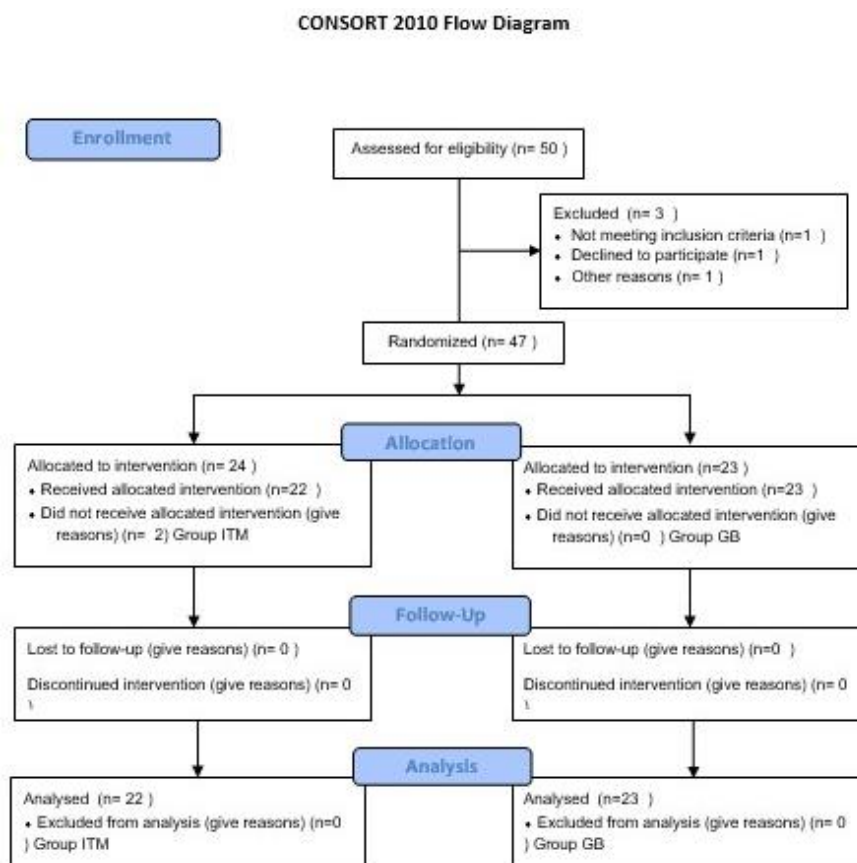 CONSORT 2010 Flow Diagram
Enrollment
Assessed for eligibility (n= 50 )
Excluded (n= 3 )
⬥ Not meeting inclusion criteria (n=1 )
⬥ Declined to participate (n=1 )
⬥ Other reasons (n= 1 )
Randomized (n= 47 )
Allocation
Allocated to intervention (n= 24 )
⬥ Received allocated intervention (n=22 )
⬥ Did not receive allocated intervention (give
reasons) (n= 2) Group ITM
Allocated to intervention (n=23 )
⬥ Received allocated intervention (n=23 )
⬥ Did not receive allocated intervention (give
reasons) (n=0 ) Group GB
Follow-Up
Lost to follow-up (give reasons) (n= 0 )
Discontinued intervention (give reasons) (n= 0
)
Lost to follow-up (give reasons) (n=0 )
Discontinued intervention (give reasons) (n= 0
)
Analysis
Analysed (n= 22 )
⬥ Excluded from analysis (give reasons) (n=0
) Group ITM
Analysed (n=23 )
⬥ Excluded from analysis (give reasons) (n= 0
) Group GB